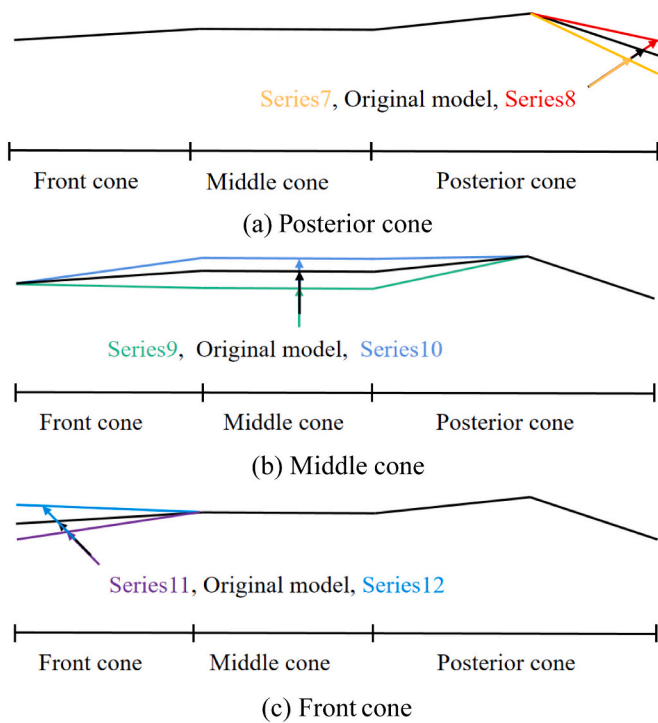 Series7, Original model, Series8
Front cone Middle cone Posterior cone
(a) Posterior cone
Series9, Original model, Series10
Front cone Middle cone Posterior cone
(b) Middle cone
Series11, Original model, Series12
Front cone Middle cone Posterior cone
(c) Front cone